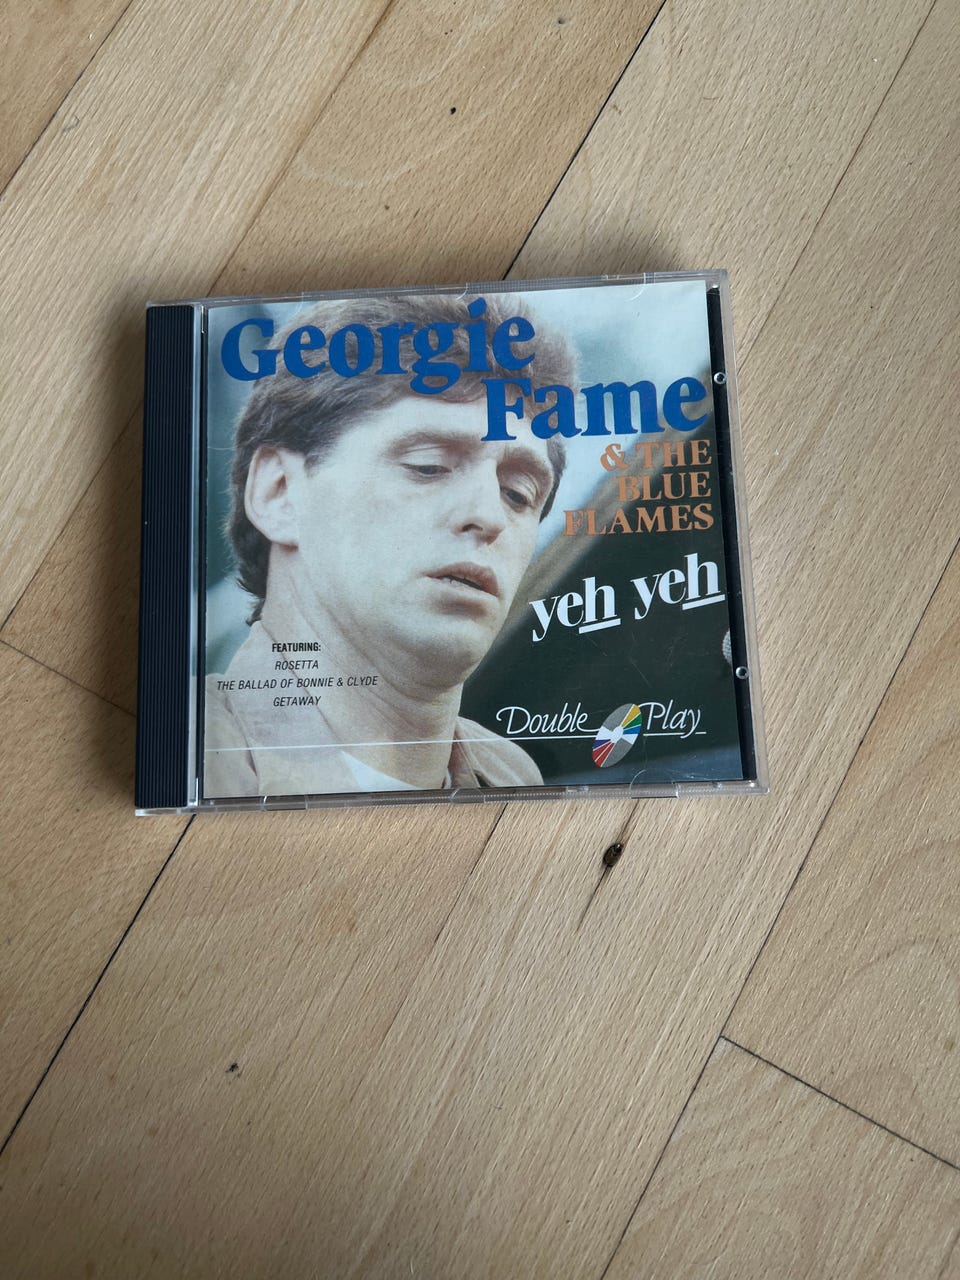 Georgie
Fame
& THE
BLUE
FLAMES
yeh yeh
FEATURING:
ROSETTA
THE BALLAD OF BONNIE & CLYDE
GETAWAY
Double Play